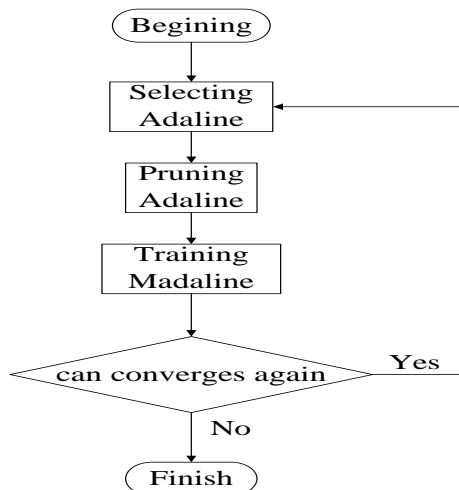 Begining
Selecting
Adaline
Pruning
Adaline
Training
Madaline
can converges again
Yes
No
Finish